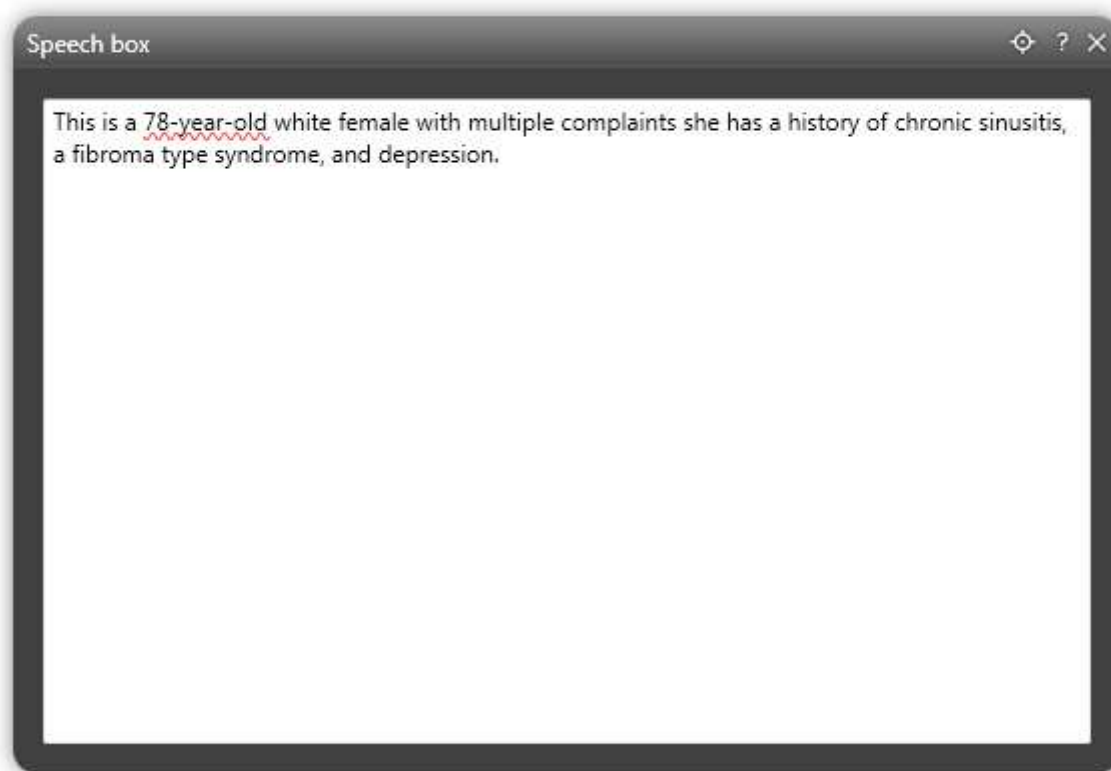 Speech box
This is a 78-year-old white female with multiple complaints she has a history of chronic sinusitis,
a fibroma type syndrome, and depression.